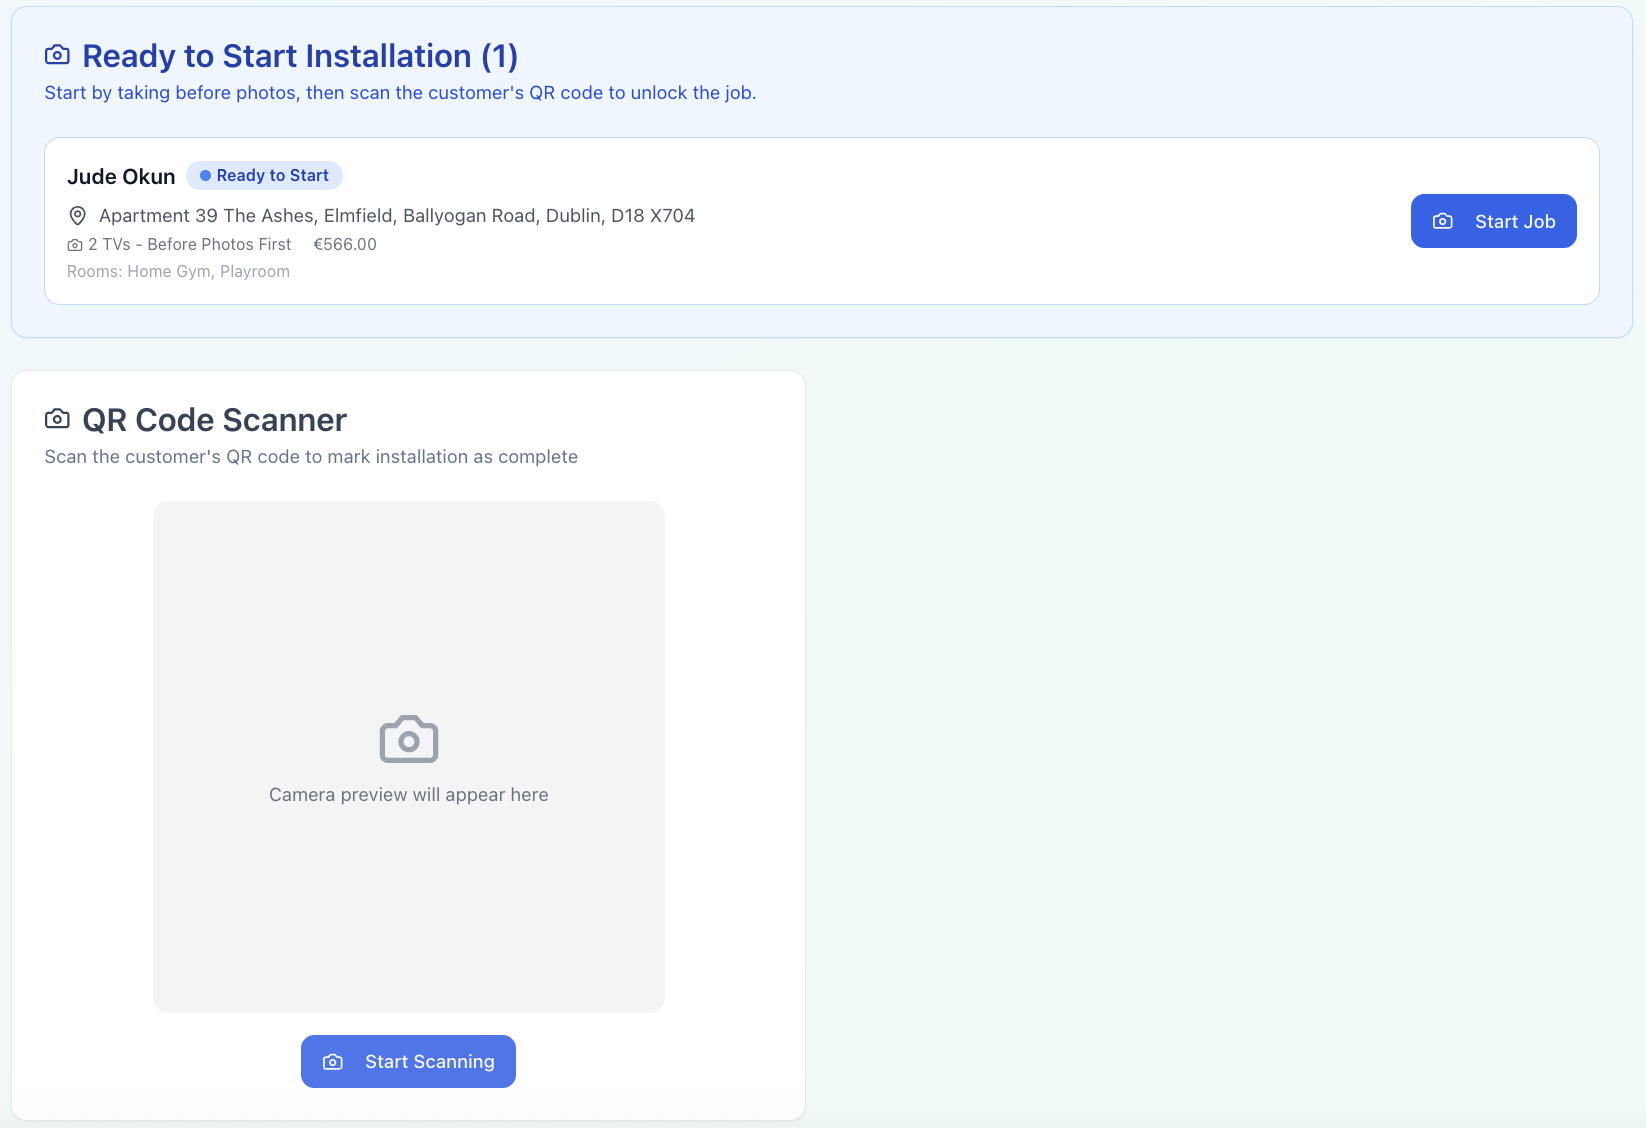 Ready to Start Installation (1)
Start by taking before photos, then scan the customer's QR code to unlock the job.
Jude Okun
Ready to Start
Apartment 39 The Ashes, Elmfield, Ballyogan Road, Dublin, D18 X704
2 TVs - Before Photos First €566.00
Rooms: Home Gym, Playroom
Start Job
QR Code Scanner
Scan the customer's QR code to mark installation as complete
Camera preview will appear here
Start Scanning